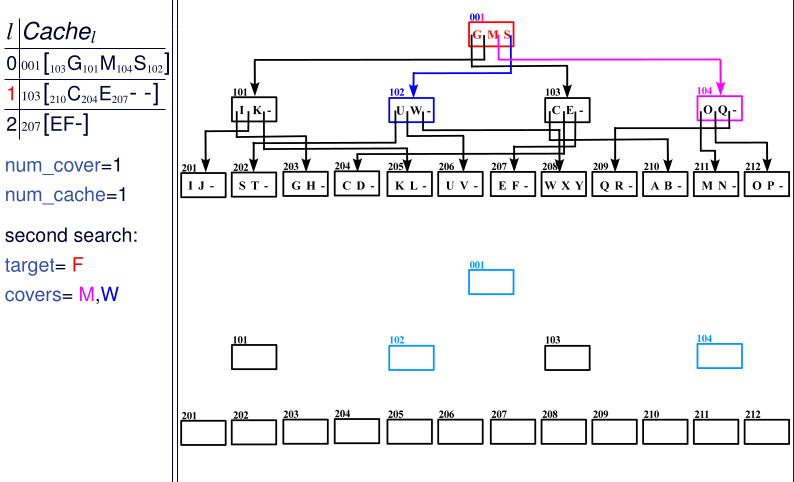 l Cache_l
0 001 [103 G 101 M 104 S 102]
1 103 [210 C 204 E 207 - -]
2 207 [EF-]
num_cover=1
num_cache=1
second search:
target= F
covers= M,W
001
G M S
101 102 103 104
I K - U W - C E - O Q -
201 202 203 204 205 206 207 208 209 210 211 212
I J - S T - G H - C D - K L - U V - E F - W X Y Q R - A B - M N - O P -
001
101 102 103 104
201 202 203 204 205 206 207 208 209 210 211 212